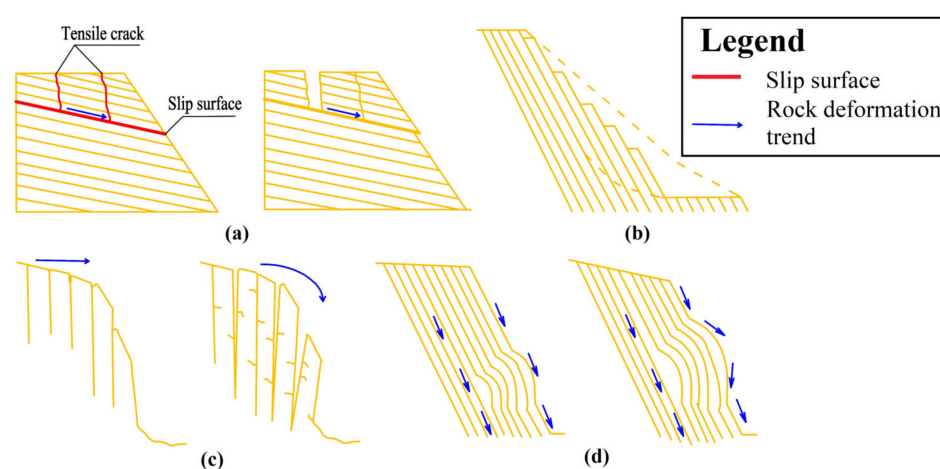 Tensile crack
Slip surface
Legend
Slip surface
Rock deformation
trend
(a)
(b)
(c)
(d)